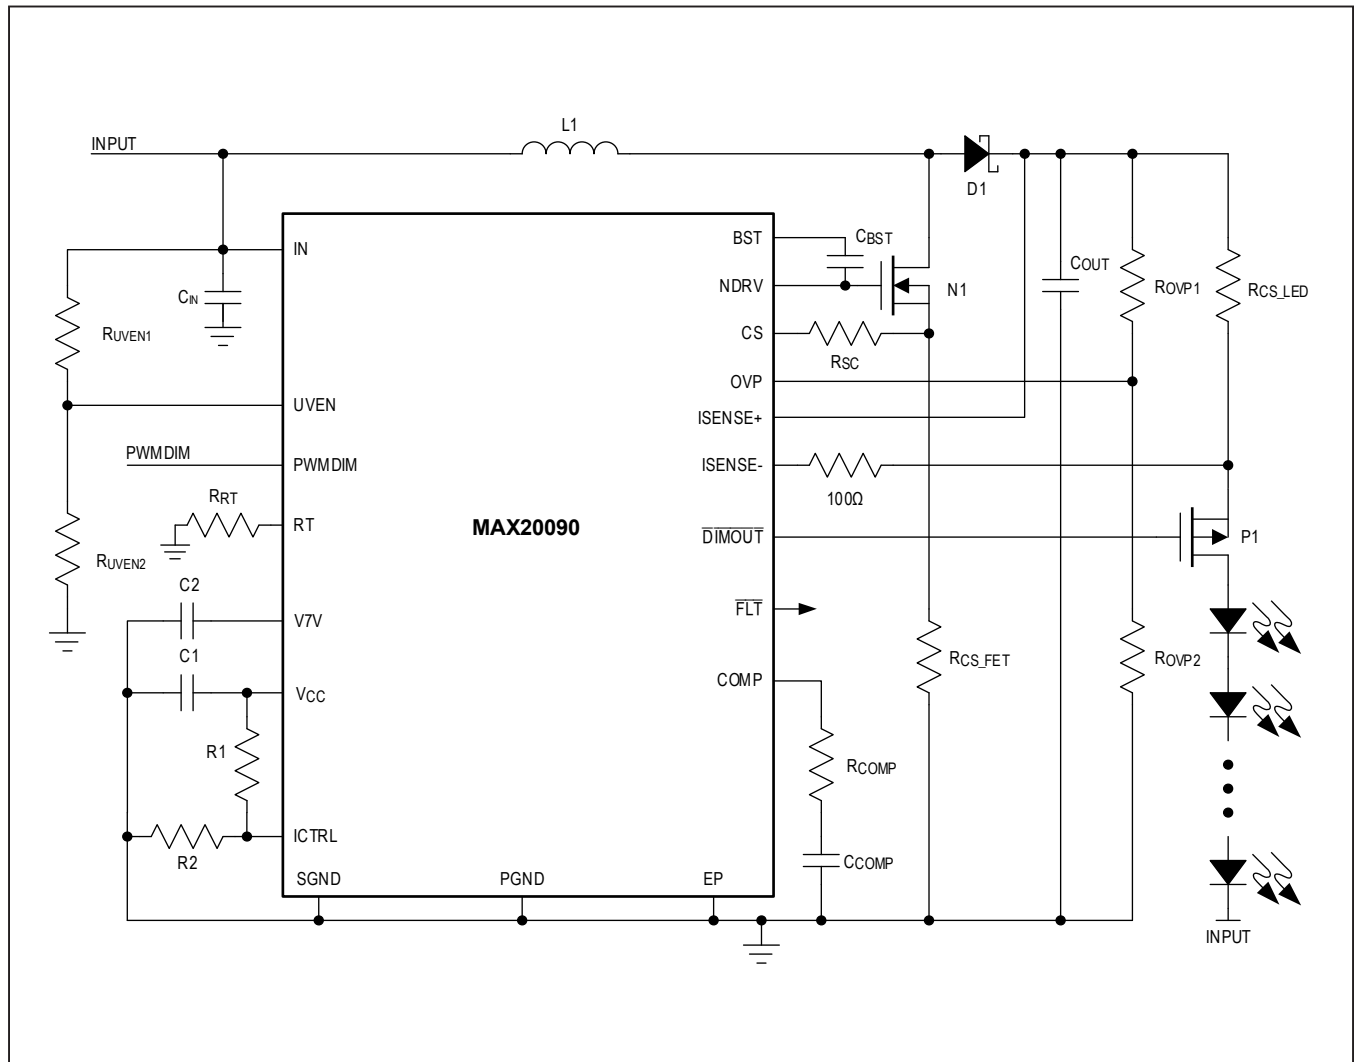 L1
INPUT
D1
IN
BST
CBST
COUT
CIN
NDRV
N1
ROVP1
RCS_LED
RUVEN1
CS
RSC
OVP
UVEN
ISENSE+
PWMDIM
PWMDIM
ISENSE-
100Ω
RRT
RT
MAX20090
DIMOUT
P1
RUVEN2
C2
V7V
FLT
C1
RCS_FET
ROVP2
VCC
COMP
R1
RCOMP
ICTRL
R2
CCOMP
SGND
PGND
EP
INPUT